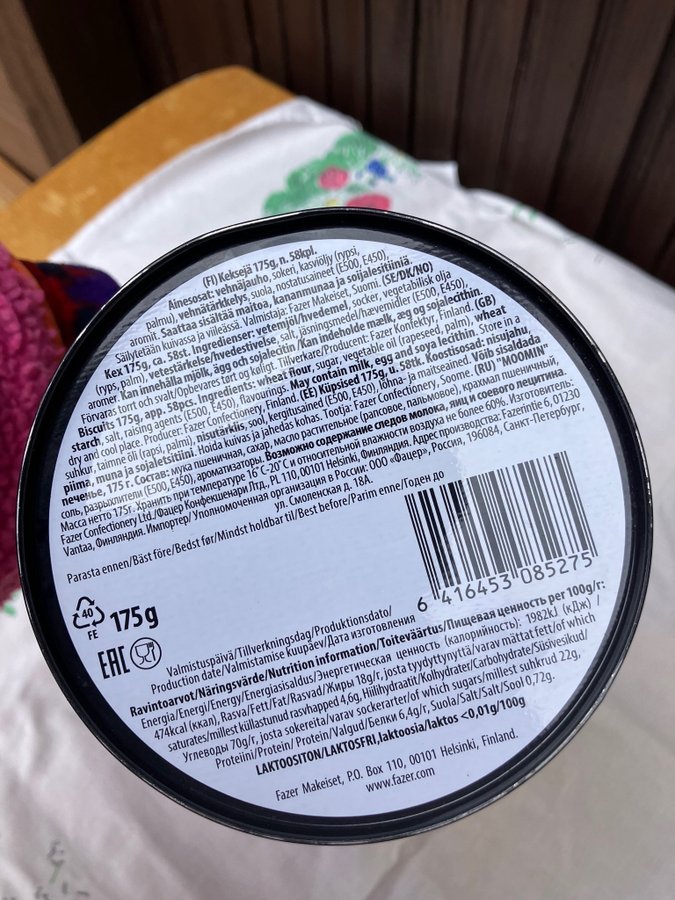 (FI) Keksejä 175g, n. 58kpl.
Ainesosat: vehnäjauho, sokeri, kasviöljy (rypsi,
palmu), vehnätärkkelys, suola, nostatusaineet (E500, E450),
aromit. Saattaa sisältää maitoa, kananmunaa ja soijalesitiiniä.
Säilytetään kuivassa ja viileässä. Valmistaja: Fazer Makeiset, Suomi. (SE/DK/NO)
Kex 175g, ca. 58st. Ingredienser: vetemjöl/hvedemel, socker, vegetabilisk olja
(ryps, palm), vetestärkelse/hvedestivelse, salt, jäsningsmedel/hævemidler (E500, E450),
aromer. Kan innehålla mjölk, ägg och sojalecitin/Kan indeholde mælk, æg og sojalecithin.
Förvaras torrt och svalt/Opbevares tørt og køligt. Tillverkare/Producent: Fazer Konfektyr, Finland. (GB)
Biscuits 175g, app. 58pcs. Ingredients: wheat flour, sugar, vegetable oil (rapeseed, palm), wheat
starch, salt, raising agents (E500, E450), flavourings. May contain milk, egg and soya lecithin. Store in a
dry and cool place. Producer: Fazer Confectionery, Finland. (EE) Küpsised 175g, u. 58tk. Koostisosad: nisujahu,
suhkur, taimne õli (rapsi, palmi), nisutärklis, sool, kergitusained (E500, E450), lõhna- ja maitseained. Võib sisaldada
piima, muna ja sojaletsitiini. Hoida kuivas ja jahedas kohas. Tootja: Fazer Confectionery, Soome. (RU) "MOOMIN"
печенье, 175 г. Состав: мука пшеничная, сахар, масло растительное (рапсовое, пальмовое), крахмал пшеничный,
соль, разрыхлители (E500, E450), ароматизаторы. Возможно содержание следов молока, яиц и соевого лецитина.
Масса нетто 175г. Хранить при температуре 16˚C-20˚C и относительной влажности воздуха не более 60%. Изготовитель:
Fazer Confectionery Ltd./Фацер Конфекшенари Лтд., PL 110, 00101 Helsinki, Финляндия. Адрес производства: Fazerintie 6, 01230
Vantaa, Финляндия. Импортер/ Уполномоченная организация в России: ООО «Фацер», Россия, 196084, Санкт-Петербург,
ул. Смоленская д. 18А.
Parasta ennen/Bäst före/Bedst før/Mindst holdbar til/Best before/Parim enne/Годен до
6 416453 085275
40
FE
175g
EAC
Valmistuspäivä/Tillverkningsdag/Produktionsdato/
Production date/Valmistamise kuupäev/Дата изготовления
Ravintoarvot/Näringsvärde/Nutrition information/Toiteväärtus/Пищевая ценность per 100g/г:
Energia/Energi/Energy/Energiasisaldus/Энергетическая ценность (калорийность): 1982kJ (кДж) /
474kcal (ккал), Rasva/Fett/Fat/Rasvad/Жиры 18g/г, josta tyydyttynyttä/varav mättat fett/of which
saturates/millest küllastunud rasvhapped 4,6g, Hiilihydraatit/Kolhydrater/Carbohydrate/Süsivesikud/
Углеводы 70g/г, josta sokereita/varav sockerarter/of which sugars/millest suhkrud 22g,
Proteiini/Protein/ Protein/Valgud/Белки 6,4g/г, Suola/Salt/Salt/Sool 0,72g.
LAKTOOSITON/LAKTOSFRI, laktoosia/laktos <0,01g/100g
Fazer Makeiset, P.O. Box 110, 00101 Helsinki, Finland.
www.fazer.com